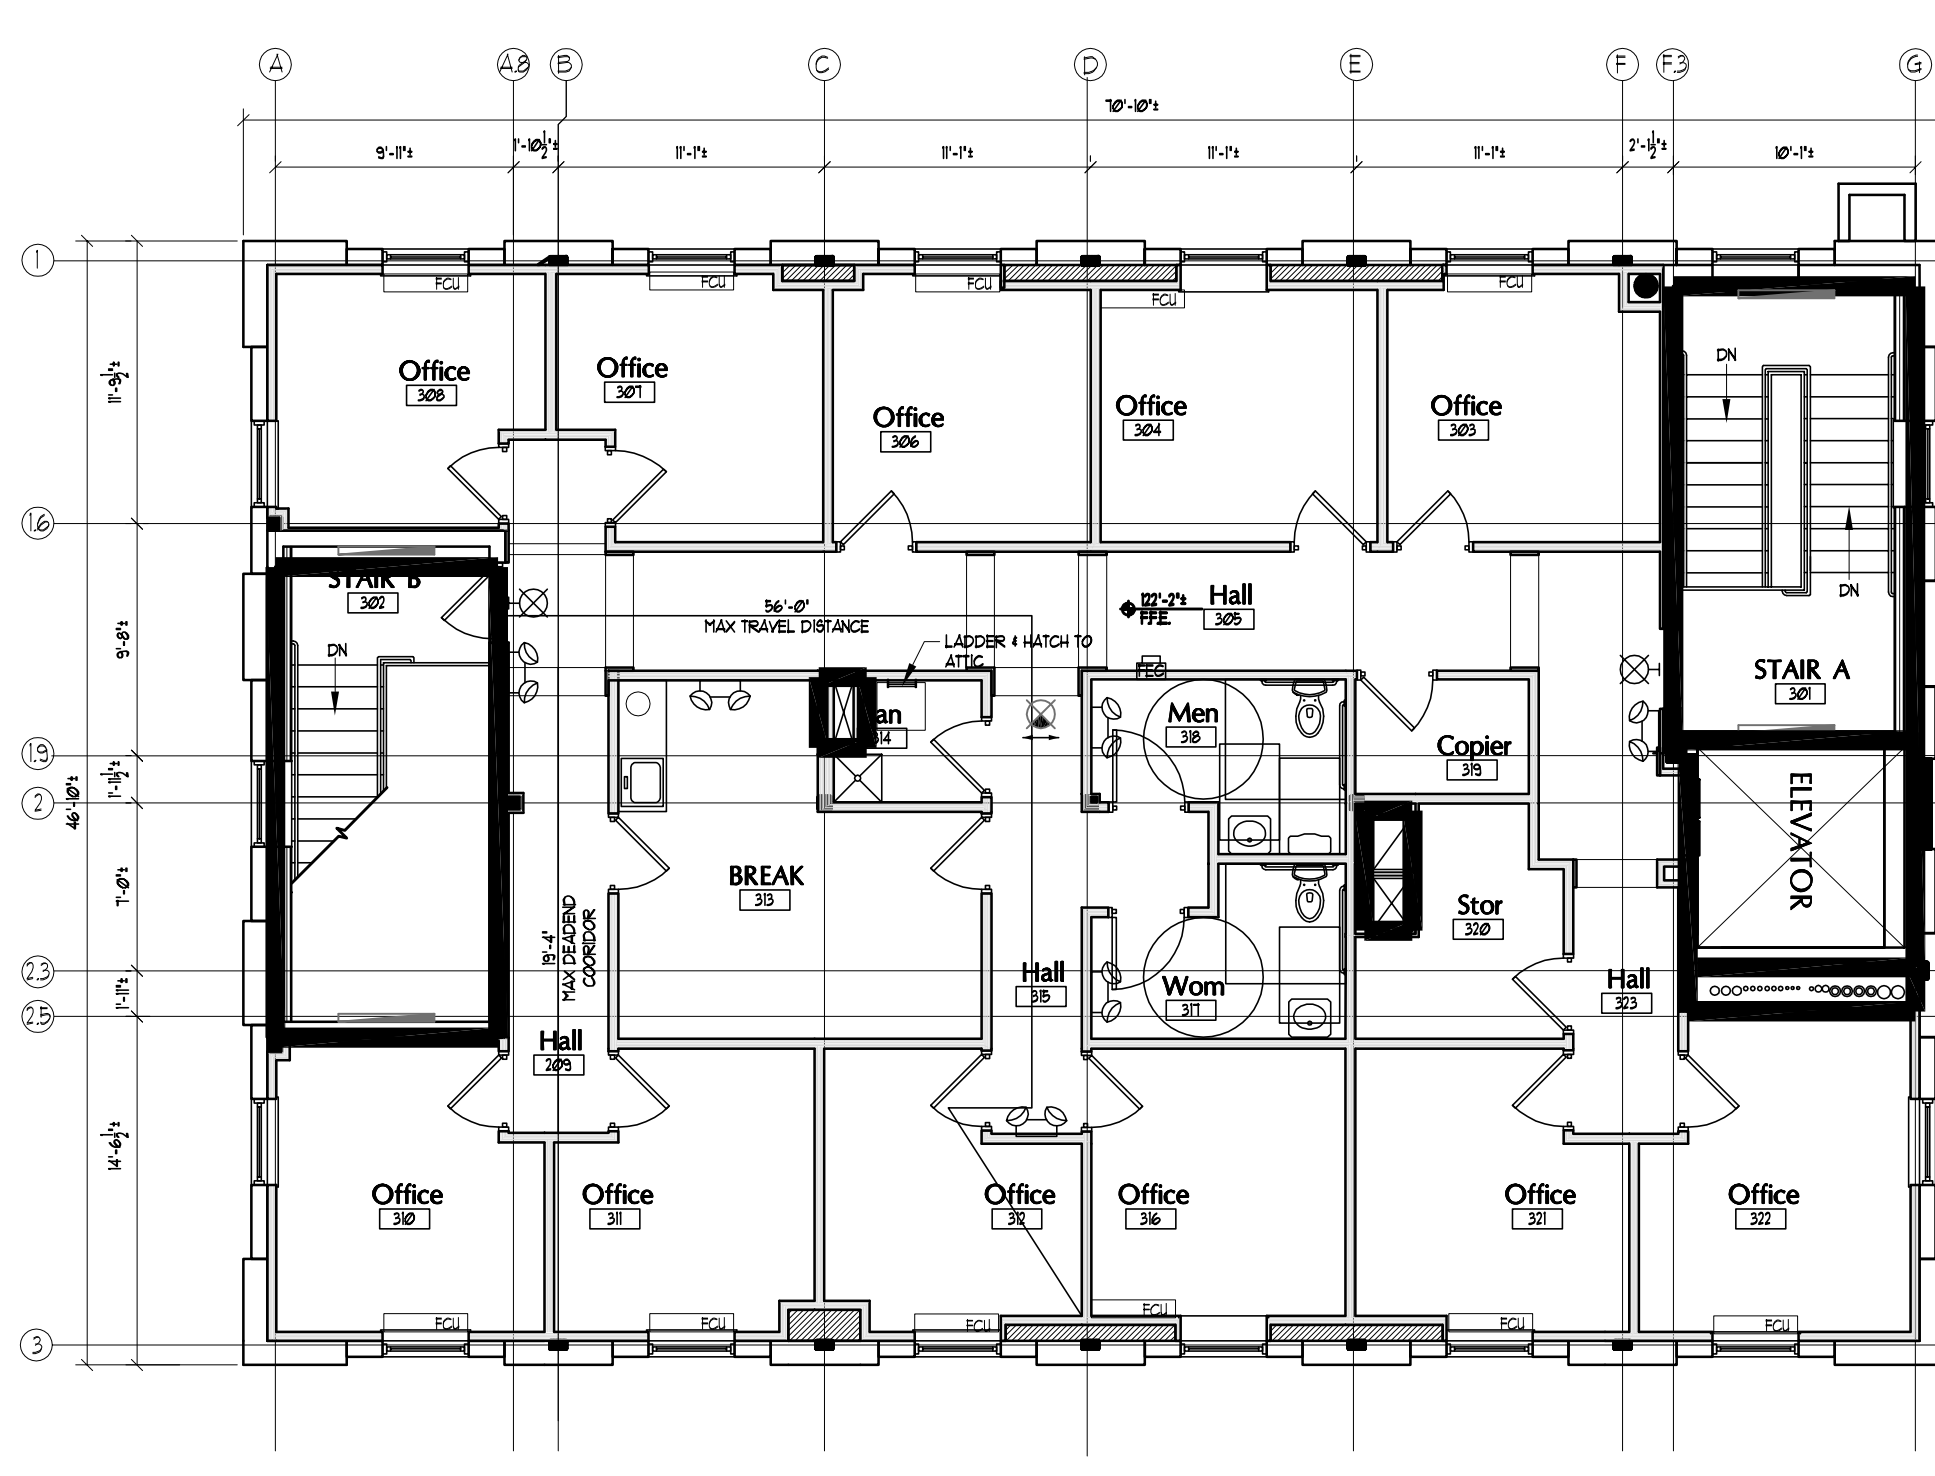 A A.8 B C D E F F.3 G
70'-10"±
9'-11"± 1'-10½"± 11'-1"± 11'-1"± 11'-1"± 11'-1"± 2'-1½"± 10'-1"±
1
FCU FCU FCU FCU FCU
11'-9½"±
DN
Office Office Office Office Office
308 307 306 304 303
1.6
DN
STAIR B
302
56'-0"
MAX TRAVEL DISTANCE
122'-2"±
F.F.E.
Hall
305
9'-8"±
DN
LADDER & HATCH TO
ATTIC
FEC
STAIR A
301
314
Men
318
Copier
319
1.9
1'-11½"±
46'-10"±
2
ELEVATOR
7'-0"±
BREAK
313
Stor
320
19'-4"
MAX DEADEND
COORIDOR
2.3
Hall
315
Wom
317
Hall
323
1'-11"±
2.5
Hall
209
14'-6½"±
Office Office Office Office Office Office
310 311 312 316 321 322
FCU FCU FCU FCU FCU FCU
3